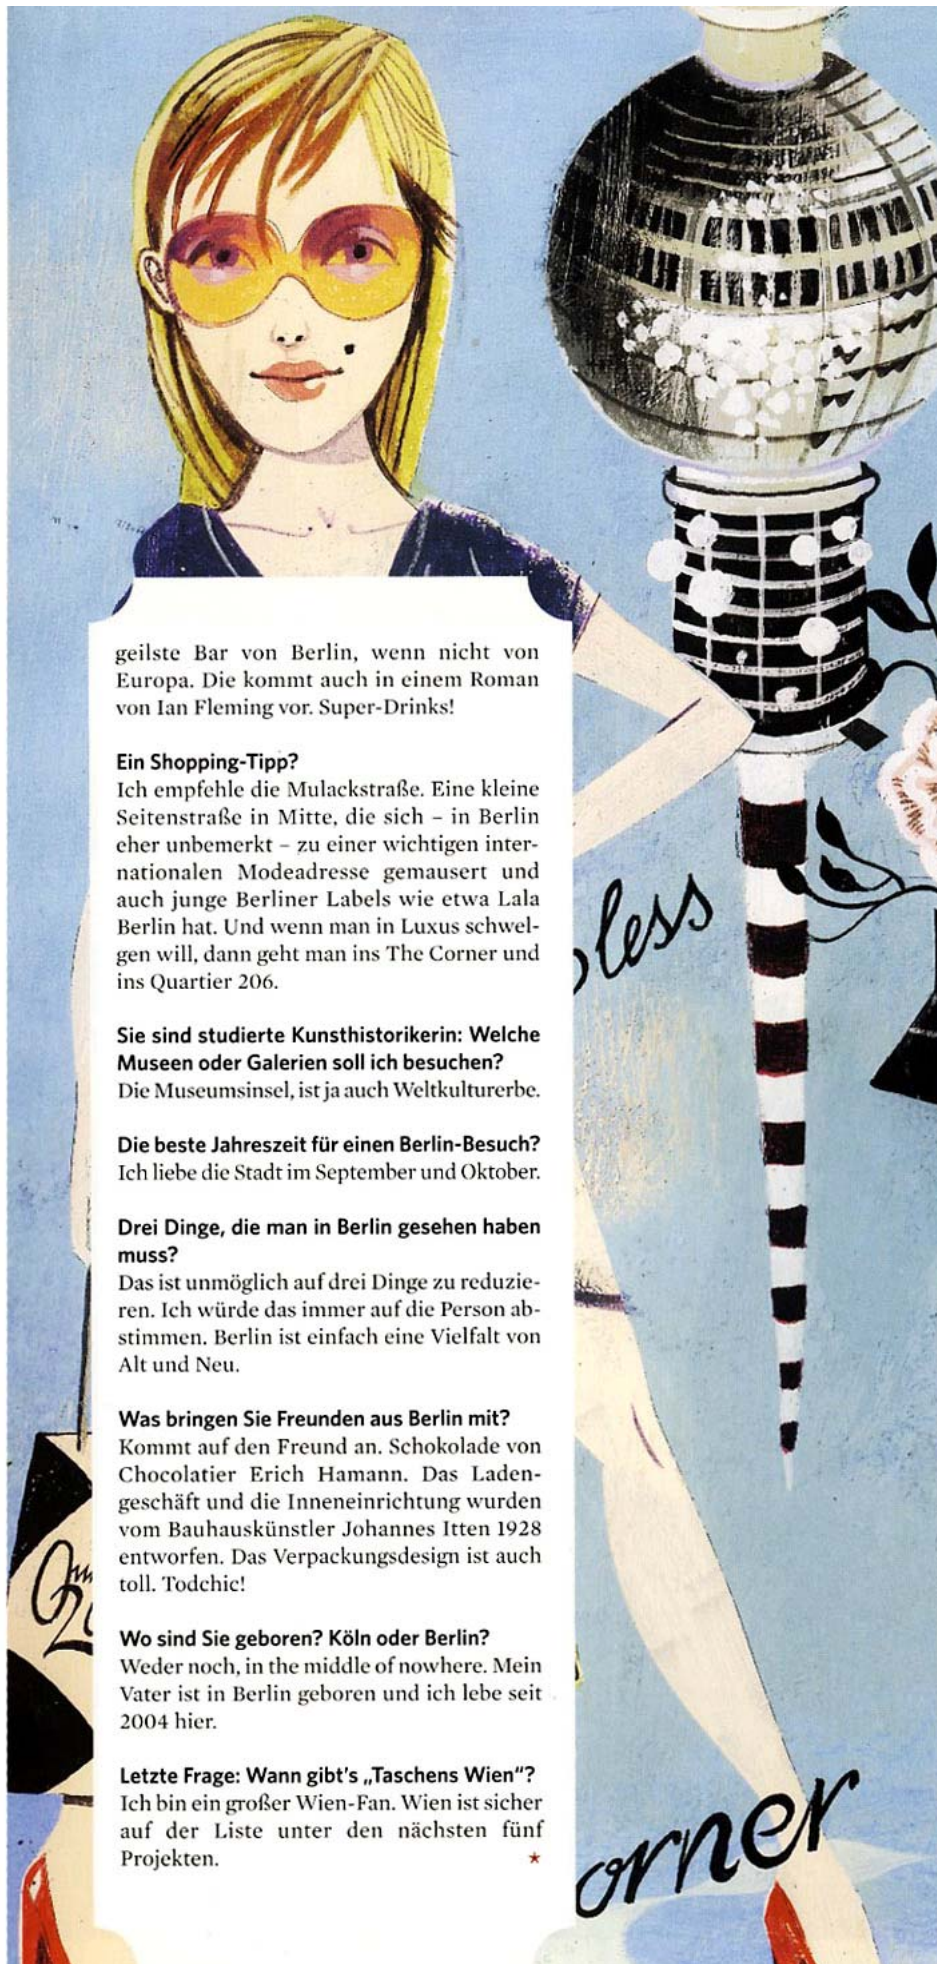 geilste Bar von Berlin, wenn nicht von
Europa. Die kommt auch in einem Roman
von Ian Fleming vor. Super-Drinks!
Ein Shopping-Tipp?
Ich empfehle die Mulackstraße. Eine kleine
Seitenstraße in Mitte, die sich – in Berlin
eher unbemerkt – zu einer wichtigen inter-
nationalen Modeadresse gemausert und
auch junge Berliner Labels wie etwa Lala
Berlin hat. Und wenn man in Luxus schwel-
gen will, dann geht man ins The Corner und
ins Quartier 206.
Sie sind studierte Kunsthistorikerin: Welche
Museen oder Galerien soll ich besuchen?
Die Museumsinsel, ist ja auch Weltkulturerbe.
Die beste Jahreszeit für einen Berlin-Besuch?
Ich liebe die Stadt im September und Oktober.
Drei Dinge, die man in Berlin gesehen haben
muss?
Das ist unmöglich auf drei Dinge zu reduzie-
ren. Ich würde das immer auf die Person ab-
stimmen. Berlin ist einfach eine Vielfalt von
Alt und Neu.
Was bringen Sie Freunden aus Berlin mit?
Kommt auf den Freund an. Schokolade von
Chocolatier Erich Hamann. Das Laden-
geschäft und die Inneneinrichtung wurden
vom Bauhauskünstler Johannes Itten 1928
entworfen. Das Verpackungsdesign ist auch
toll. Todchic!
Wo sind Sie geboren? Köln oder Berlin?
Weder noch, in the middle of nowhere. Mein
Vater ist in Berlin geboren und ich lebe seit
2004 hier.
Letzte Frage: Wann gibt's „Taschens Wien“?
Ich bin ein großer Wien-Fan. Wien ist sicher
auf der Liste unter den nächsten fünf
Projekten.
less
orner